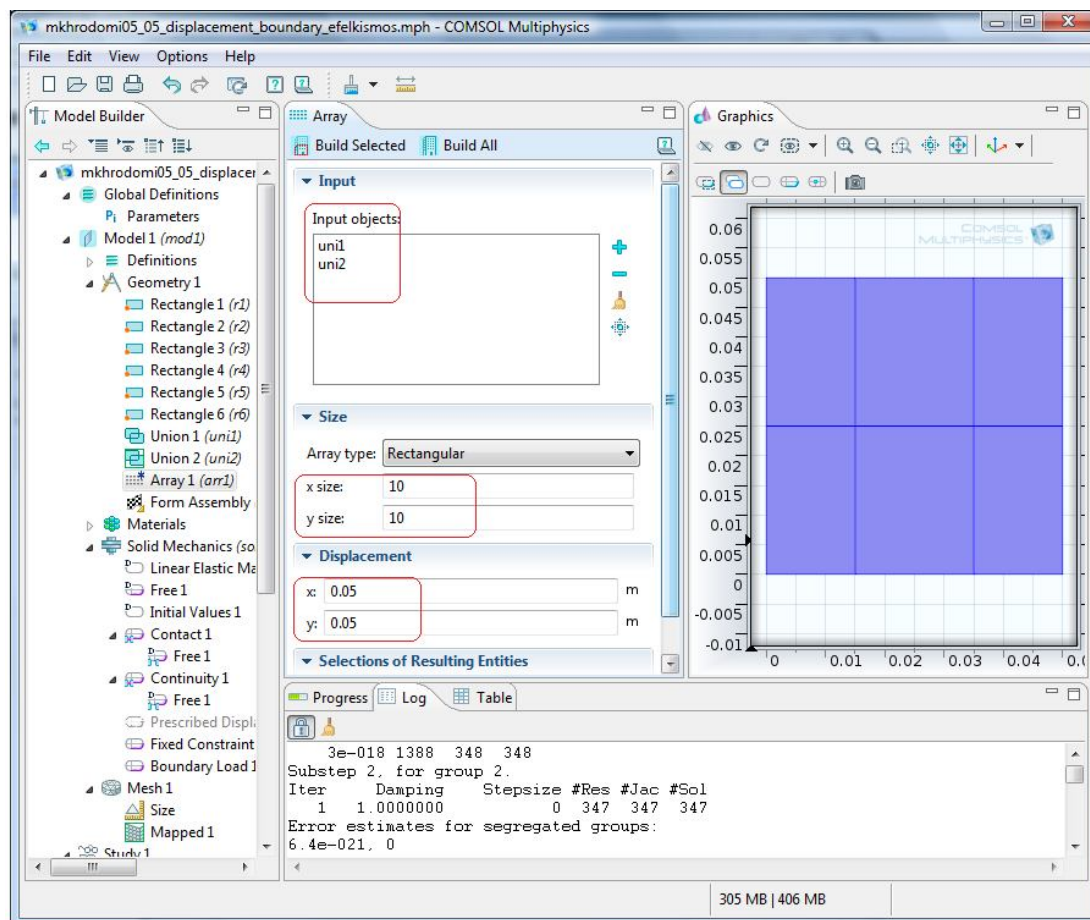 mkhrodomi05_05_displacement_boundary_efelkismos.mph - COMSOL Multiphysics
File Edit View Options Help
Model Builder
mkhrodomi05_05_displacer
Global Definitions
Pi Parameters
Model 1 (mod1)
Definitions
Geometry 1
Rectangle 1 (r1)
Rectangle 2 (r2)
Rectangle 3 (r3)
Rectangle 4 (r4)
Rectangle 5 (r5)
Rectangle 6 (r6)
Union 1 (uni1)
Union 2 (uni2)
Array 1 (arr1)
Form Assembly
Materials
Solid Mechanics (so
Linear Elastic Ma
Free 1
Initial Values 1
Contact 1
Free 1
Continuity 1
Free 1
Prescribed Displ
Fixed Constraint
Boundary Load 1
Mesh 1
Size
Mapped 1
Study 1
Array
Build Selected Build All
Input
Input objects:
uni1
uni2
Size
Array type: Rectangular
x size: 10
y size: 10
Displacement
x: 0.05 m
y: 0.05 m
Selections of Resulting Entities
Graphics
COMSOL
MULTIPHYSICS
0.06
0.055
0.05
0.045
0.04
0.035
0.03
0.025
0.02
0.015
0.01
0.005
0
-0.005
-0.01
0 0.01 0.02 0.03 0.04 0.0
Progress Log Table
3e-018 1388 348 348
Substep 2, for group 2.
Iter Damping Stepsize #Res #Jac #Sol
1 1.0000000 0 347 347 347
Error estimates for segregated groups:
6.4e-021, 0
305 MB | 406 MB